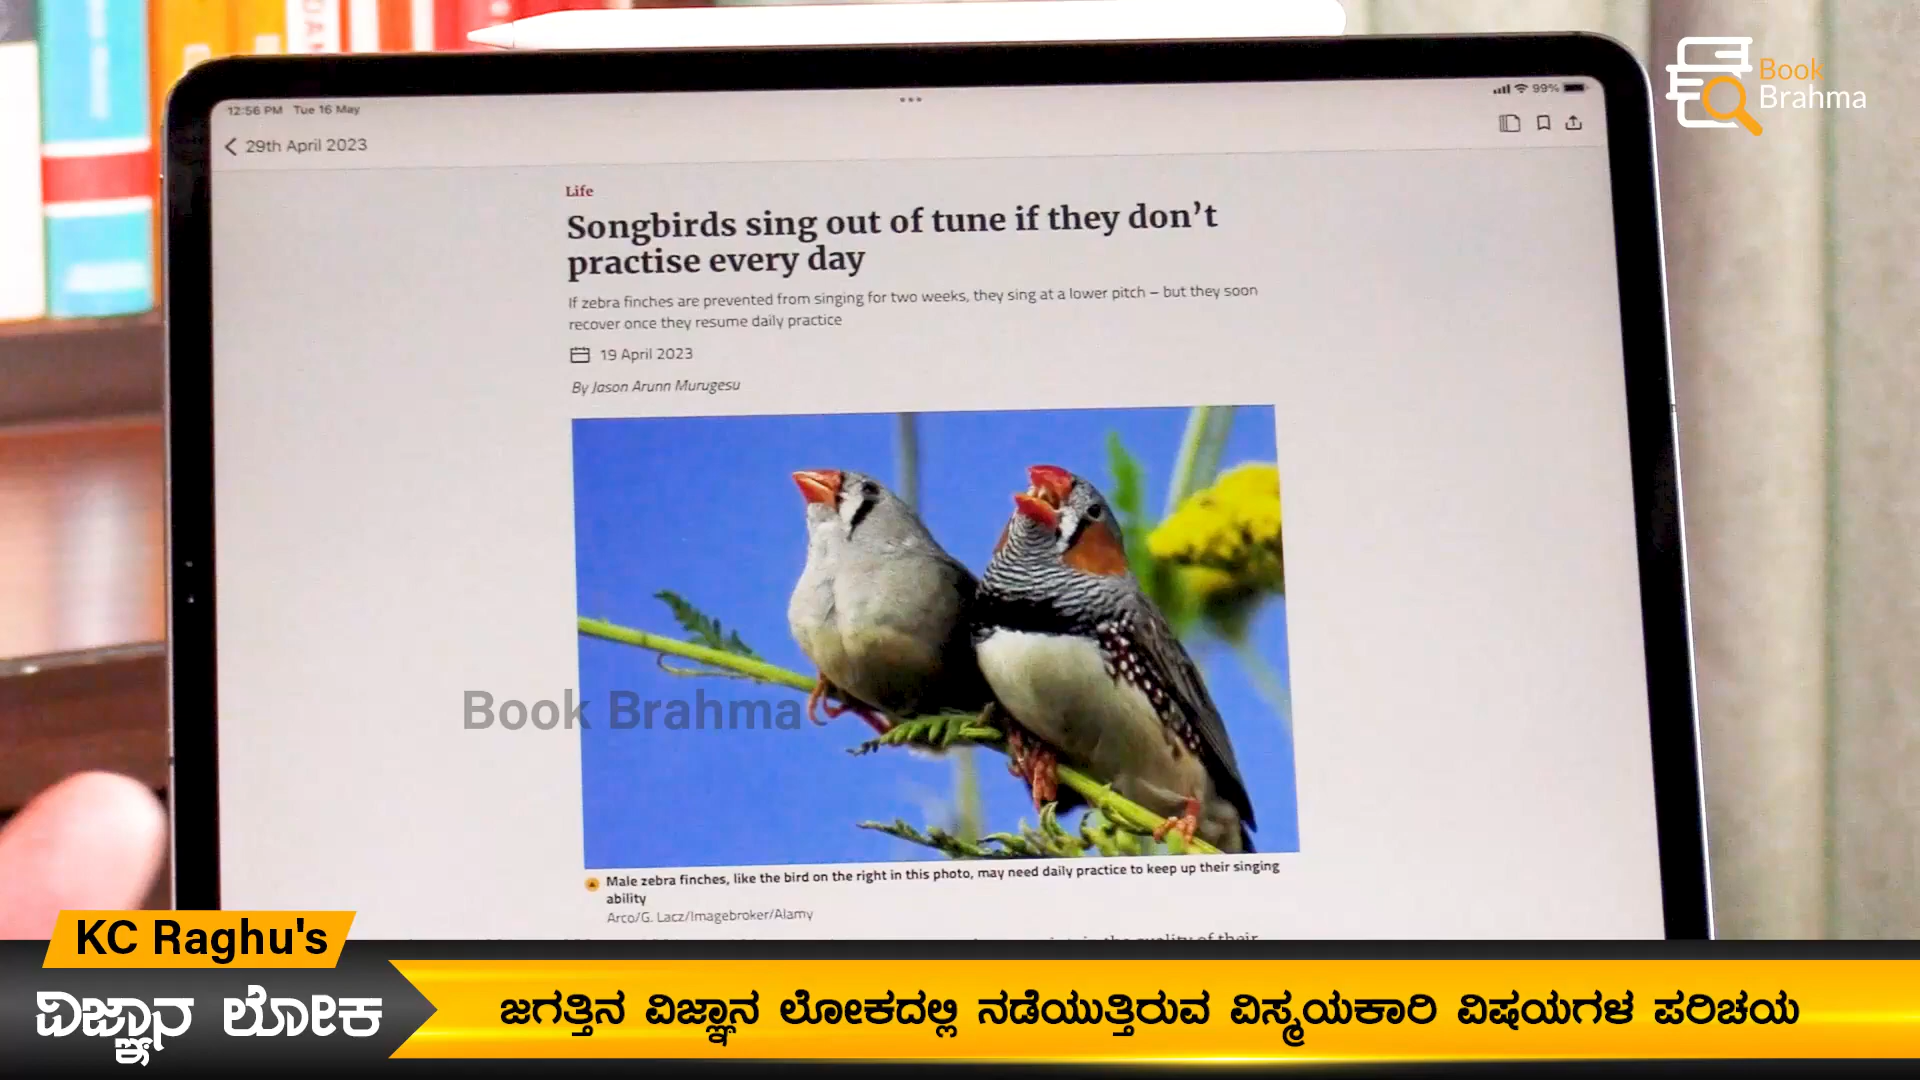 Book
Brahma
12:56 PM Tue 16 May
99%
29th April 2023
Life
Songbirds sing out of tune if they don't
practise every day
If zebra finches are prevented from singing for two weeks, they sing at a lower pitch – but they soon
recover once they resume daily practice
19 April 2023
By Jason Arunn Murugesu
Book Brahma
Male zebra finches, like the bird on the right in this photo, may need daily practice to keep up their singing
ability
Arco/G. Lacz/Imagebroker/Alamy
KC Raghu's
ವಿಜ್ಞಾನ ಲೋಕ
ಜಗತ್ತಿನ ವಿಜ್ಞಾನ ಲೋಕದಲ್ಲಿ ನಡೆಯುತ್ತಿರುವ ವಿಸ್ಮಯಕಾರಿ ವಿಷಯಗಳ ಪರಿಚಯ